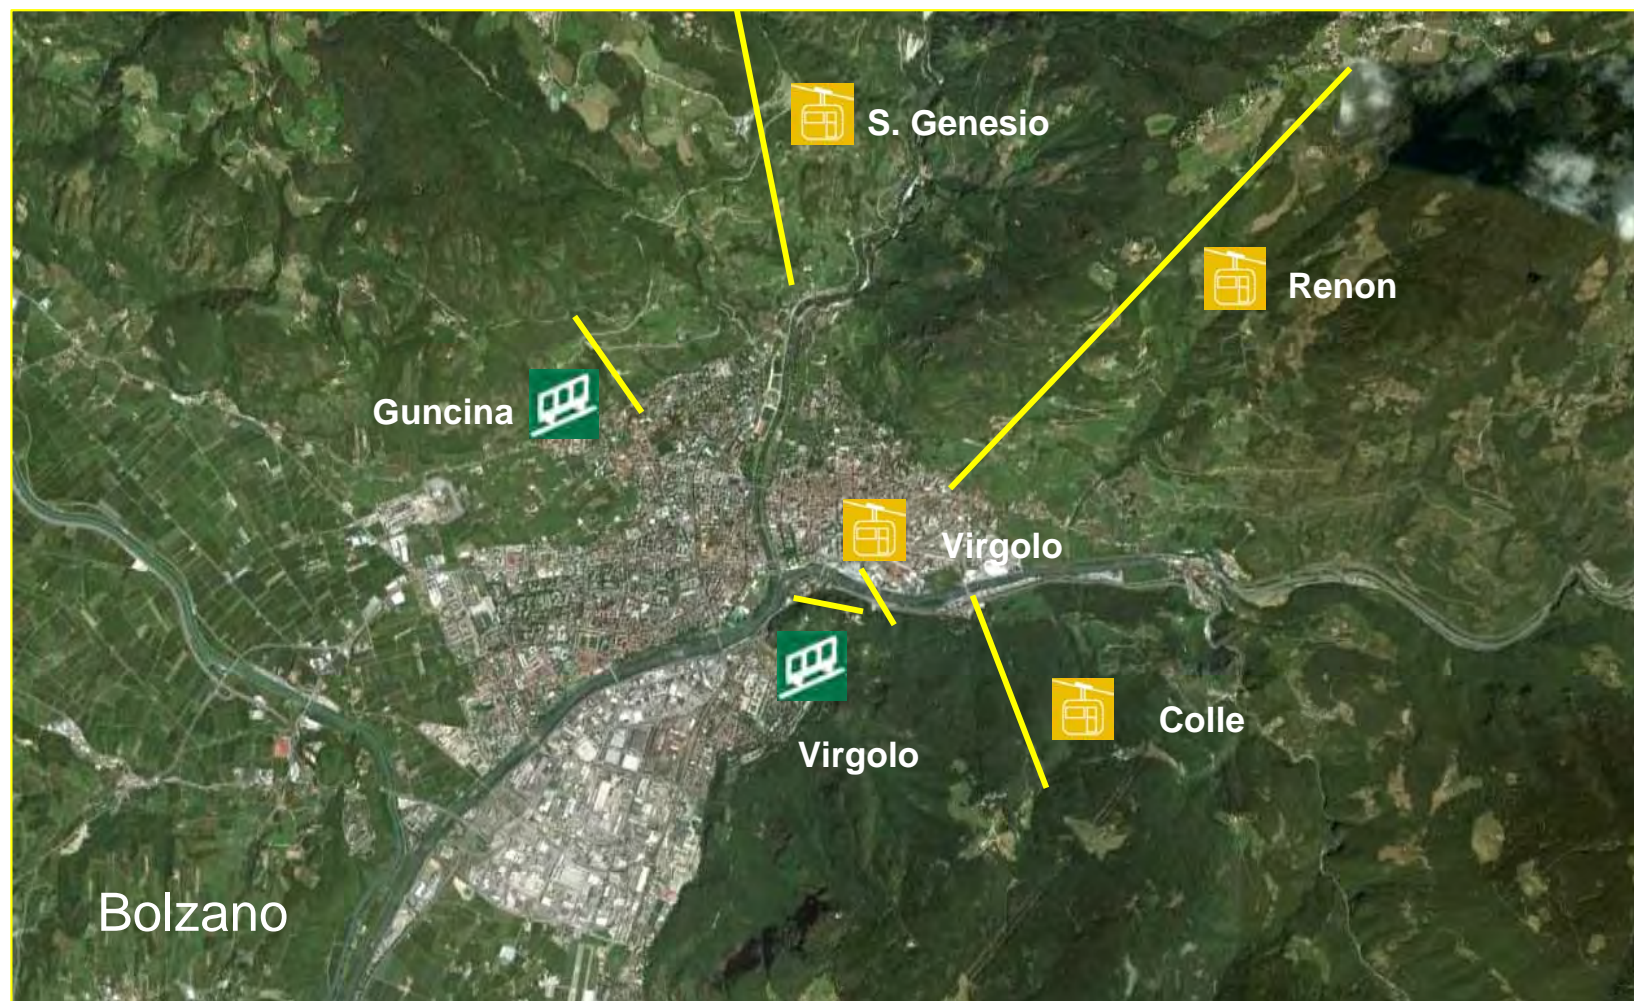 S. Genesio
Renon
Guncina
Virgolo
Colle
Virgolo
Bolzano